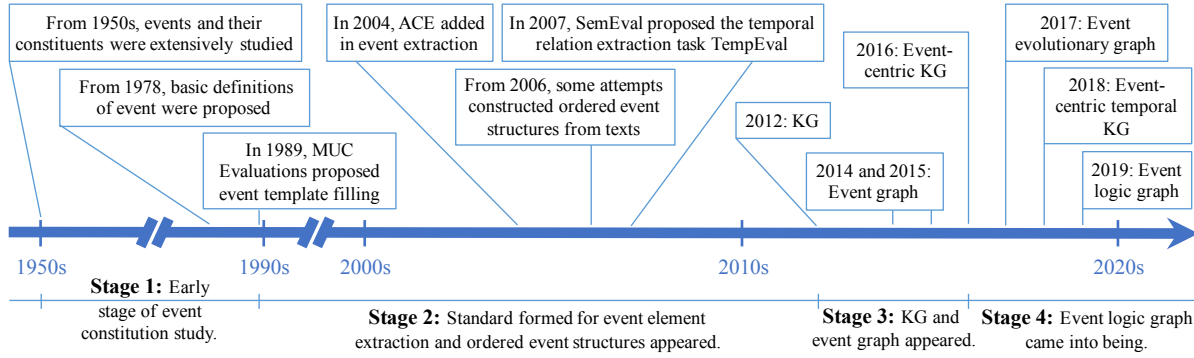 From 1950s, events and their
constituents were extensively studied
From 1978, basic definitions
of event were proposed
In 1989, MUC
Evaluations proposed
event template filling
In 2004, ACE added
in event extraction
In 2007, SemEval proposed the temporal
relation extraction task TempEval
From 2006, some attempts
constructed ordered event
structures from texts
2012: KG
2016: Event-
centric KG
2014 and 2015:
Event graph
2017: Event
evolutionary graph
2018: Event-
centric temporal
KG
2019: Event
logic graph
1950s
1990s
2000s
2010s
2020s
Stage 1: Early
stage of event
constitution study.
Stage 2: Standard formed for event element
extraction and ordered event structures appeared.
Stage 3: KG and
event graph appeared.
Stage 4: Event logic graph
came into being.